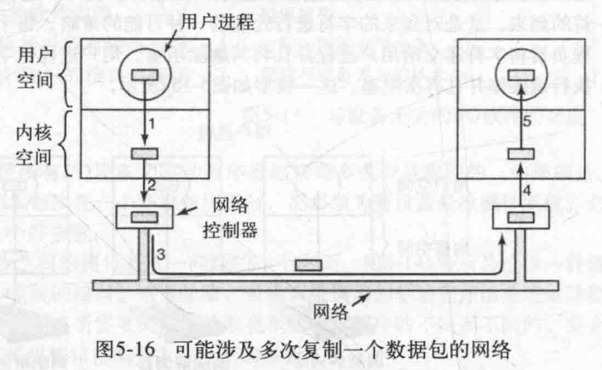 用户进程
用户
空间
1
5
内核
空间
2
4
网络
控制器
3
网络
图5-16 可能涉及多次复制一个数据包的网络